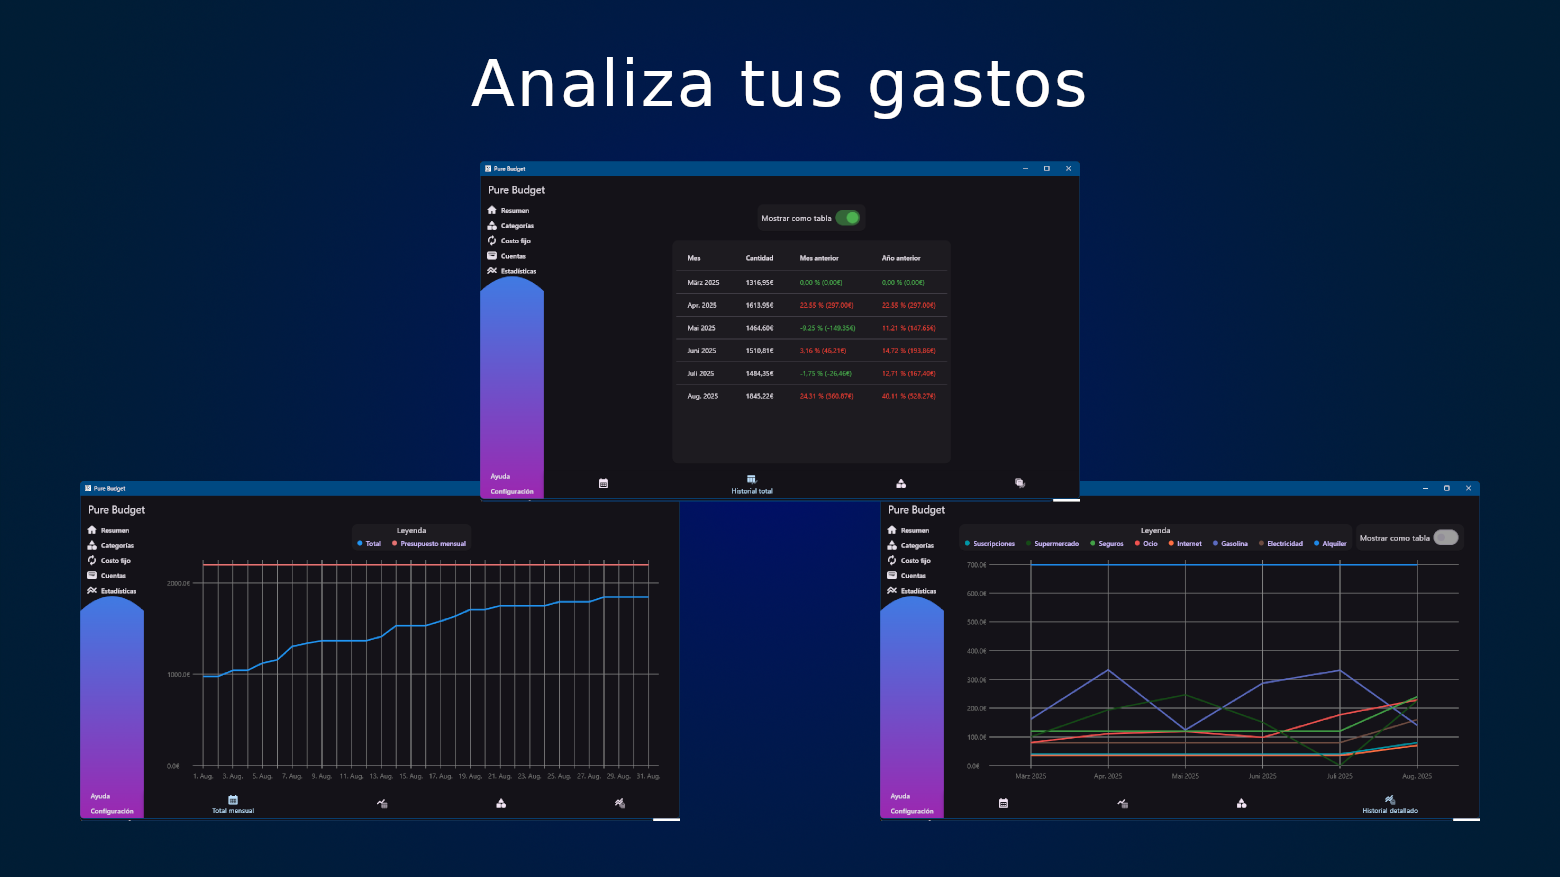 Analiza tus gastos
Pure Budget
Pure Budget
Resumen
Categorías
Costo fijo
Cuentas
Estadísticas
Ayuda
Configuración
Mostrar como tabla
Mes Cantidad Mes anterior Año anterior
März 2025 1316,95€ 0,00 % (0.00€) 0,00 % (0.00€)
Apr. 2025 1613,95€ 22,55 % (297.00€) 22,55 % (297.00€)
Mai 2025 1464,60€ -9,25 % (-149.35€) 11,21 % (147.65€)
Juni 2025 1510,81€ 3,16 % (46.21€) 14,72 % (193.86€)
Juli 2025 1484,35€ -1,75 % (-26.46€) 12,71 % (167.40€)
Aug. 2025 1845,22€ 24,31 % (360.87€) 40,11 % (528.27€)
Historial total
Pure Budget
Pure Budget
Resumen
Categorías
Costo fijo
Cuentas
Estadísticas
Ayuda
Configuración
Leyenda
Total Presupuesto mensual
2000.0€
1000.0€
0.0€
1. Aug. 3. Aug. 5. Aug. 7. Aug. 9. Aug. 11. Aug. 13. Aug. 15. Aug. 17. Aug. 19. Aug. 21. Aug. 23. Aug. 25. Aug. 27. Aug. 29. Aug. 31. Aug.
Total mensual
Pure Budget
Resumen
Categorías
Costo fijo
Cuentas
Estadísticas
Ayuda
Configuración
Leyenda
Suscripciones Supermercado Seguros Ocio Internet Gasolina Electricidad Alquiler
Mostrar como tabla
700.0€
600.0€
500.0€
400.0€
300.0€
200.0€
100.0€
0.0€
März 2025 Apr. 2025 Mai 2025 Juni 2025 Juli 2025 Aug. 2025
Historial detallado